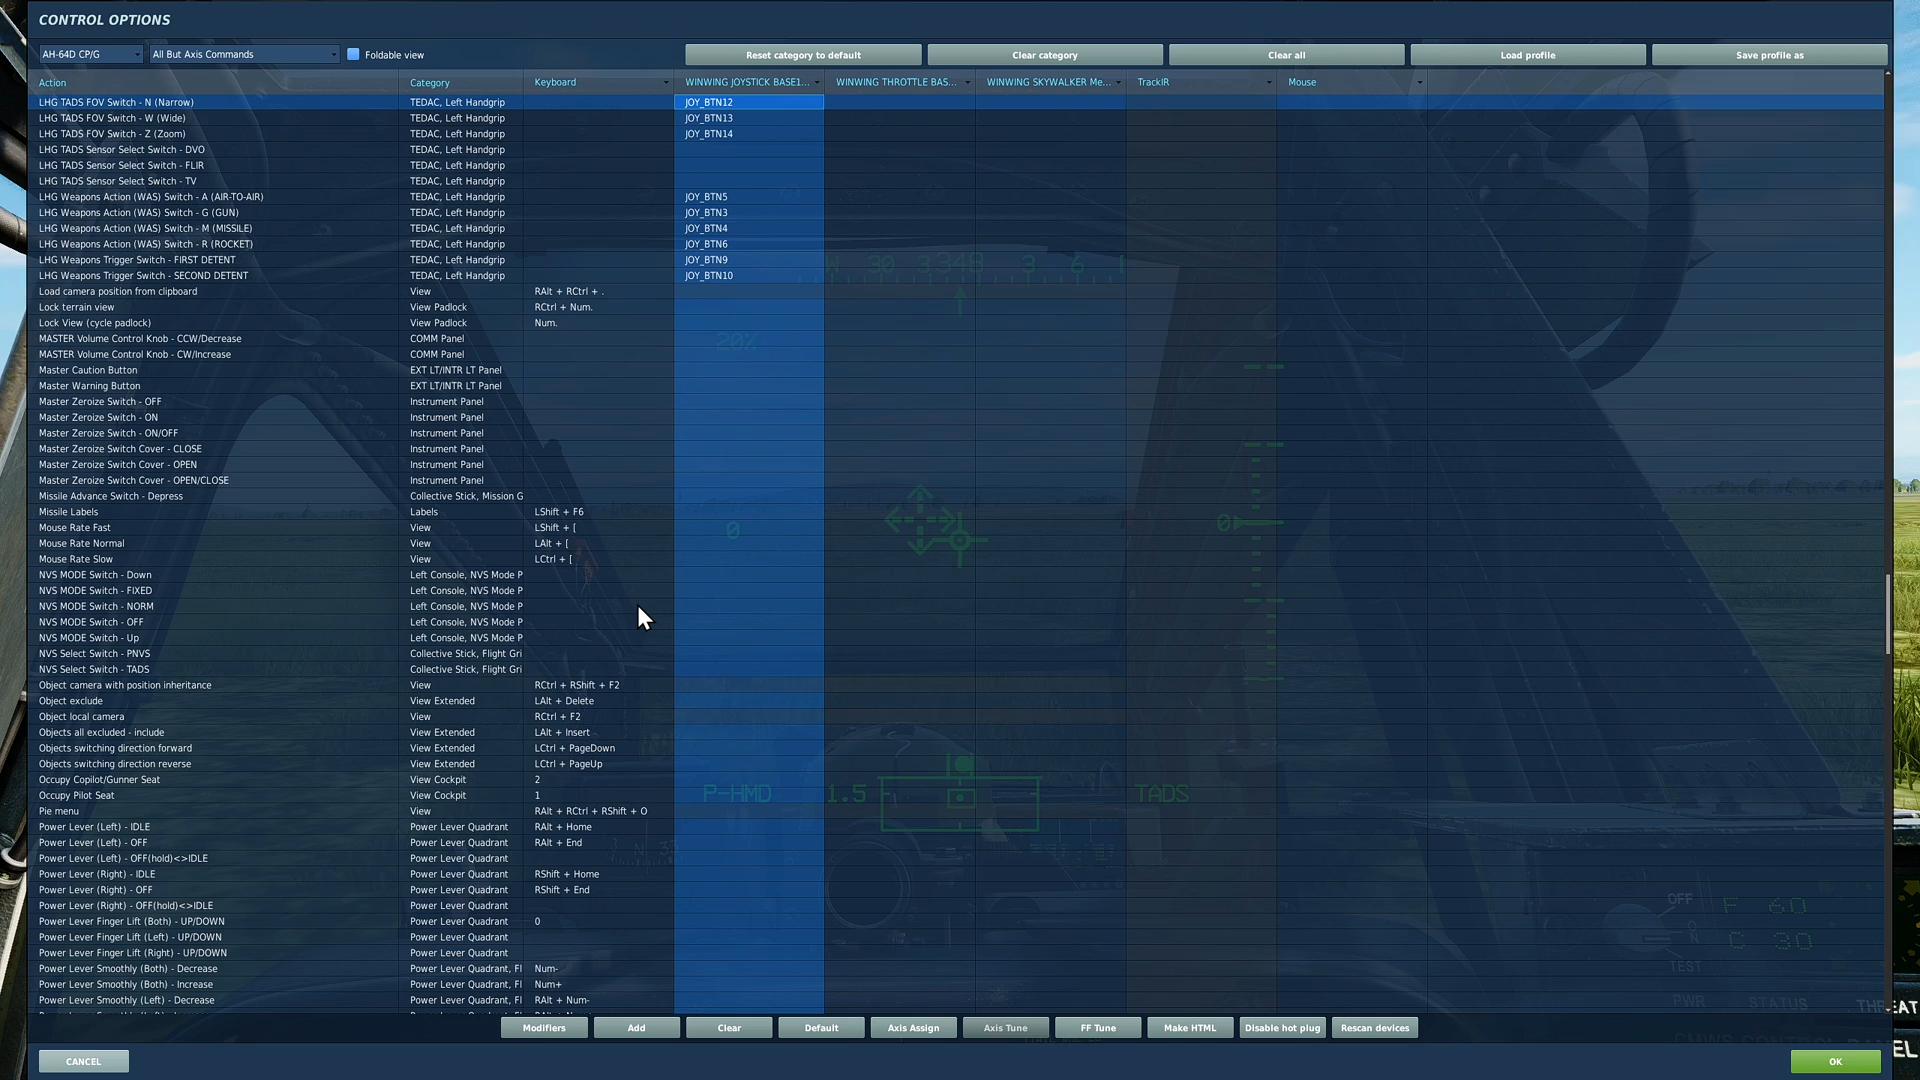 CONTROL OPTIONS
AH-64D CP/G All But Axis Commands Foldable view Reset category to default Clear category Clear all Load profile Save profile as
Action Category Keyboard WINWING JOYSTICK BASE1... WINWING THROTTLE BAS... WINWING SKYWALKER Me... TrackIR Mouse
LHG TADS FOV Switch - N (Narrow) TEDAC, Left Handgrip JOY_BTN12
LHG TADS FOV Switch - W (Wide) TEDAC, Left Handgrip JOY_BTN13
LHG TADS FOV Switch - Z (Zoom) TEDAC, Left Handgrip JOY_BTN14
LHG TADS Sensor Select Switch - DVO TEDAC, Left Handgrip
LHG TADS Sensor Select Switch - FLIR TEDAC, Left Handgrip
LHG TADS Sensor Select Switch - TV TEDAC, Left Handgrip
LHG Weapons Action (WAS) Switch - A (AIR-TO-AIR) TEDAC, Left Handgrip JOY_BTN5
LHG Weapons Action (WAS) Switch - G (GUN) TEDAC, Left Handgrip JOY_BTN3
LHG Weapons Action (WAS) Switch - M (MISSILE) TEDAC, Left Handgrip JOY_BTN4
LHG Weapons Action (WAS) Switch - R (ROCKET) TEDAC, Left Handgrip JOY_BTN6
LHG Weapons Trigger Switch - FIRST DETENT TEDAC, Left Handgrip JOY_BTN9
LHG Weapons Trigger Switch - SECOND DETENT TEDAC, Left Handgrip JOY_BTN10
Load camera position from clipboard View RAlt + RCtrl + .
Lock terrain view View Padlock RCtrl + Num.
Lock View (cycle padlock) View Padlock Num.
MASTER Volume Control Knob - CCW/Decrease COMM Panel
MASTER Volume Control Knob - CW/Increase COMM Panel
Master Caution Button EXT LT/INTR LT Panel
Master Warning Button EXT LT/INTR LT Panel
Master Zeroize Switch - OFF Instrument Panel
Master Zeroize Switch - ON Instrument Panel
Master Zeroize Switch - ON/OFF Instrument Panel
Master Zeroize Switch Cover - CLOSE Instrument Panel
Master Zeroize Switch Cover - OPEN Instrument Panel
Master Zeroize Switch Cover - OPEN/CLOSE Instrument Panel
Missile Advance Switch - Depress Collective Stick, Mission G
Missile Labels Labels LShift + F6
Mouse Rate Fast View LShift + [
Mouse Rate Normal View LAlt + [
Mouse Rate Slow View LCtrl + [
NVS MODE Switch - Down Left Console, NVS Mode P
NVS MODE Switch - FIXED Left Console, NVS Mode P
NVS MODE Switch - NORM Left Console, NVS Mode P
NVS MODE Switch - OFF Left Console, NVS Mode P
NVS MODE Switch - Up Left Console, NVS Mode P
NVS Select Switch - PNVS Collective Stick, Flight Gri
NVS Select Switch - TADS Collective Stick, Flight Gri
Object camera with position inheritance View RCtrl + RShift + F2
Object exclude View Extended LAlt + Delete
Object local camera View RCtrl + F2
Objects all excluded - include View Extended LAlt + Insert
Objects switching direction forward View Extended LCtrl + PageDown
Objects switching direction reverse View Extended LCtrl + PageUp
Occupy Copilot/Gunner Seat View Cockpit 2
Occupy Pilot Seat View Cockpit 1
Pie menu View RAlt + RCtrl + RShift + O
Power Lever (Left) - IDLE Power Lever Quadrant RAlt + Home
Power Lever (Left) - OFF Power Lever Quadrant RAlt + End
Power Lever (Left) - OFF(hold)<>IDLE Power Lever Quadrant
Power Lever (Right) - IDLE Power Lever Quadrant RShift + Home
Power Lever (Right) - OFF Power Lever Quadrant RShift + End
Power Lever (Right) - OFF(hold)<>IDLE Power Lever Quadrant
Power Lever Finger Lift (Both) - UP/DOWN Power Lever Quadrant 0
Power Lever Finger Lift (Left) - UP/DOWN Power Lever Quadrant
Power Lever Finger Lift (Right) - UP/DOWN Power Lever Quadrant
Power Lever Smoothly (Both) - Decrease Power Lever Quadrant, Fl Num-
Power Lever Smoothly (Both) - Increase Power Lever Quadrant, Fl Num+
Power Lever Smoothly (Left) - Decrease Power Lever Quadrant, Fl RAlt + Num-
W 30 3 348 3 6
20%
0 0
P-HMD 1.5 TADS
OFF F 60
O
N C 30
TEST
PWR STATUS THREAT
Modifiers Add Clear Default Axis Assign Axis Tune FF Tune Make HTML Disable hot plug Rescan devices
CANCEL OK